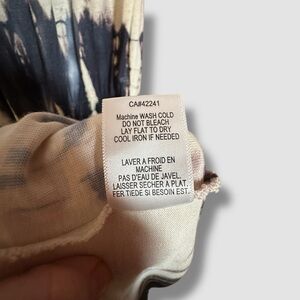 CA#42241
Machine WASH COLD
DO NOT BLEACH
LAY FLAT TO DRY
COOL IRON IF NEEDED
LAVER A FROID EN
MACHINE
PAS D'EAU DE JAVEL.
LAISSER SECHER A PLAT.
FER TIEDE SI BESOIN EST.